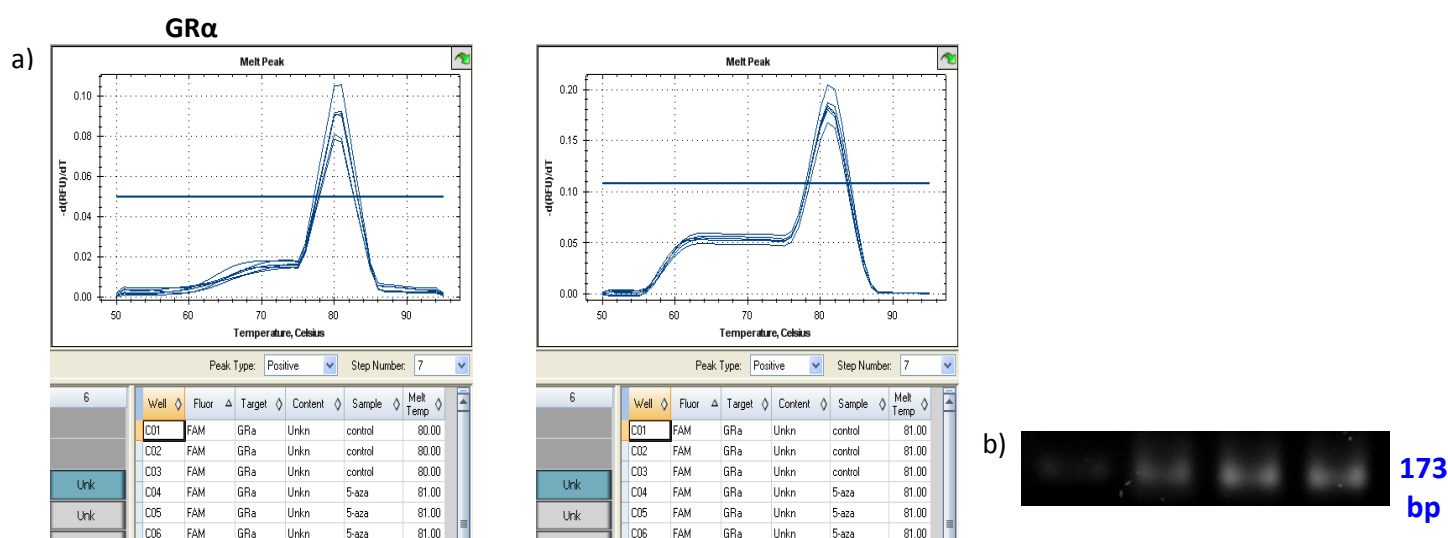 GRα
a)
Melt Peak
-d(RFU)/dT
0.10
0.08
0.06
0.04
0.02
0.00
50 60 70 80 90
Temperature, Celsius
Peak Type: Positive Step Number: 7
6 Well Fluor Target Content Sample Melt Temp
C01 FAM GRa Unkn control 80.00
C02 FAM GRa Unkn control 80.00
C03 FAM GRa Unkn control 80.00
Unk C04 FAM GRa Unkn 5-aza 81.00
Unk C05 FAM GRa Unkn 5-aza 81.00
C06 FAM GRa Unkn 5-aza 81.00
Melt Peak
-d(RFU)/dT
0.20
0.15
0.10
0.05
0.00
50 60 70 80 90
Temperature, Celsius
Peak Type: Positive Step Number: 7
6 Well Fluor Target Content Sample Melt Temp
C01 FAM GRa Unkn control 81.00
C02 FAM GRa Unkn control 81.00
C03 FAM GRa Unkn control 81.00
Unk C04 FAM GRa Unkn 5-aza 81.00
Unk C05 FAM GRa Unkn 5-aza 81.00
C06 FAM GRa Unkn 5-aza 81.00
b)
173
bp